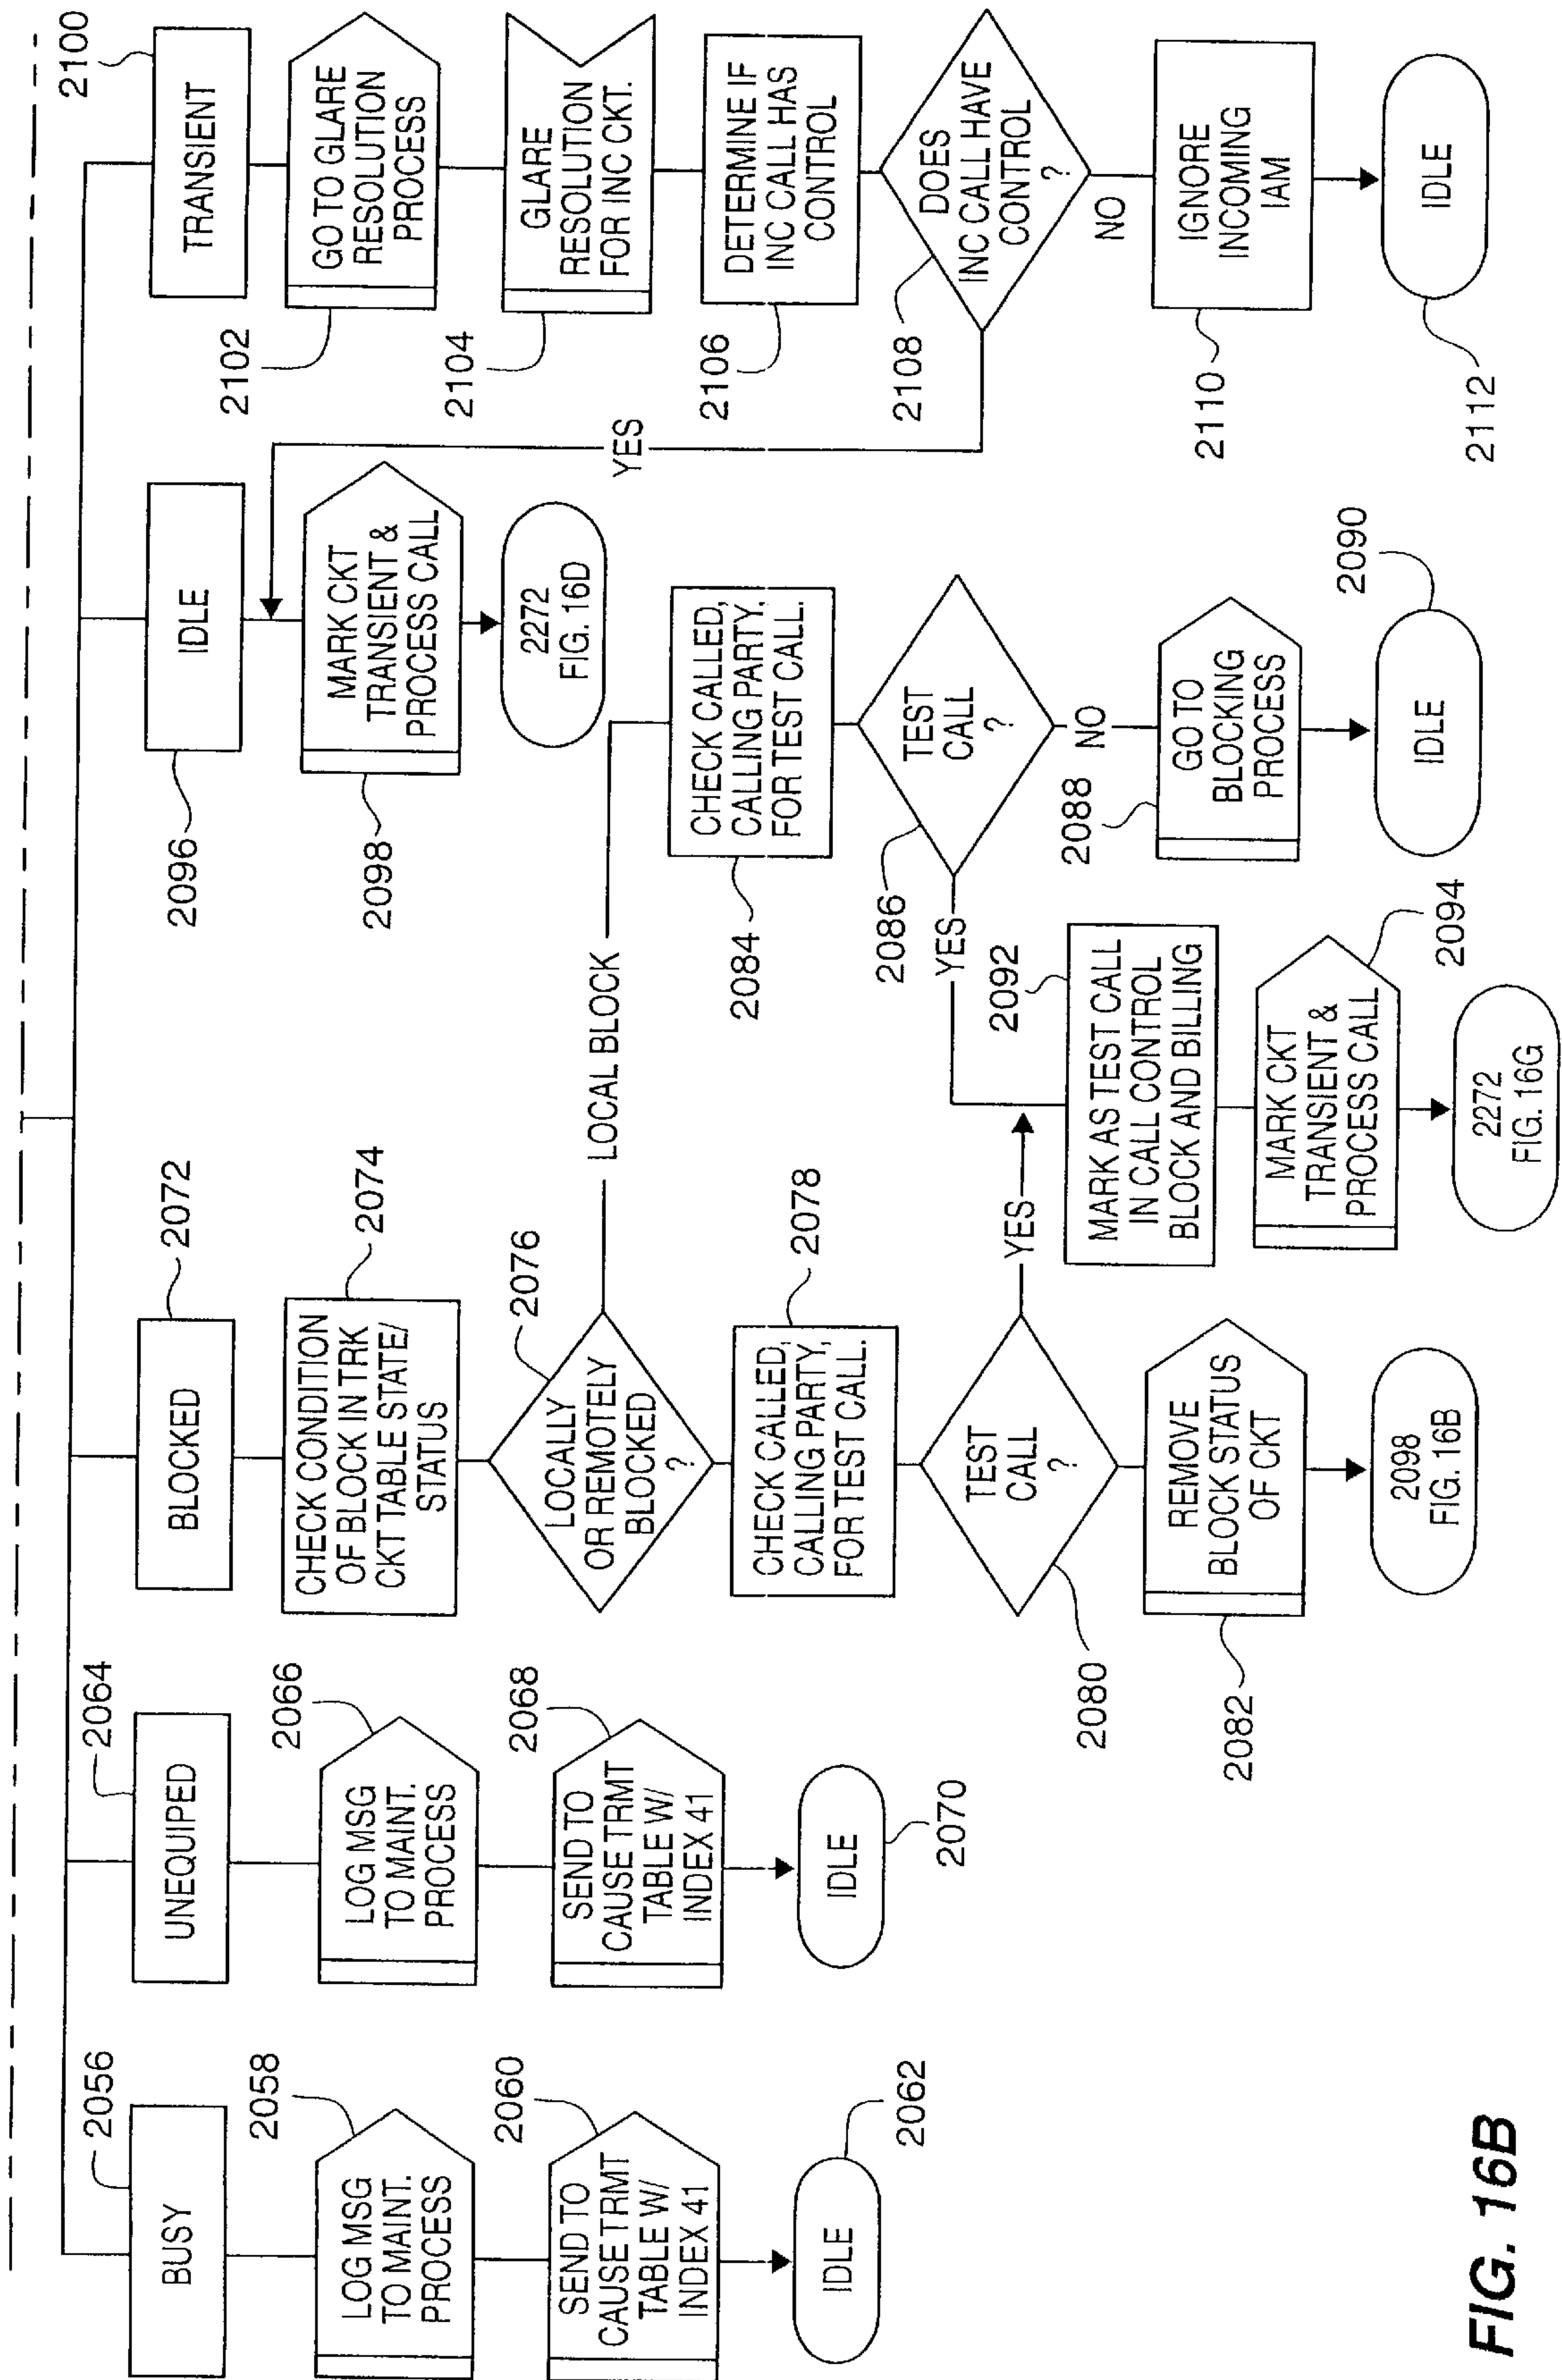 BUSY
2056
LOG MSG
TO MAINT.
PROCESS
2058
SEND TO
CAUSE TRMT
TABLE W/
INDEX 41
2060
IDLE
2062
UNEQUIPED
2064
LOG MSG
TO MAINT.
PROCESS
2066
SEND TO
CAUSE TRMT
TABLE W/
INDEX 41
2068
IDLE
2070
BLOCKED
2072
CHECK CONDITION
OF BLOCK IN TRK
CKT TABLE STATE/
STATUS
2074
LOCALLY
OR REMOTELY
BLOCKED
?
2076
LOCAL BLOCK
CHECK CALLED,
CALLING PARTY,
FOR TEST CALL.
2078
TEST
CALL
?
2080
YES
REMOVE
BLOCK STATUS
OF CKT
2082
2098
FIG. 16B
CHECK CALLED,
CALLING PARTY,
FOR TEST CALL.
2084
TEST
CALL
?
2086
YES
NO
GO TO
BLOCKING
PROCESS
2088
IDLE
2090
MARK AS TEST CALL
IN CALL CONTROL
BLOCK AND BILLING
2092
MARK CKT
TRANSIENT &
PROCESS CALL
2094
2272
FIG. 16G
IDLE
2096
MARK CKT
TRANSIENT &
PROCESS CALL
2098
2272
FIG. 16D
TRANSIENT
2100
GO TO GLARE
RESOLUTION
PROCESS
2102
GLARE
RESOLUTION
FOR INC CKT.
2104
DETERMINE IF
INC CALL HAS
CONTROL
2106
DOES
INC CALL HAVE
CONTROL
?
2108
YES
NO
IGNORE
INCOMING
IAM
2110
IDLE
2112
FIG. 16B